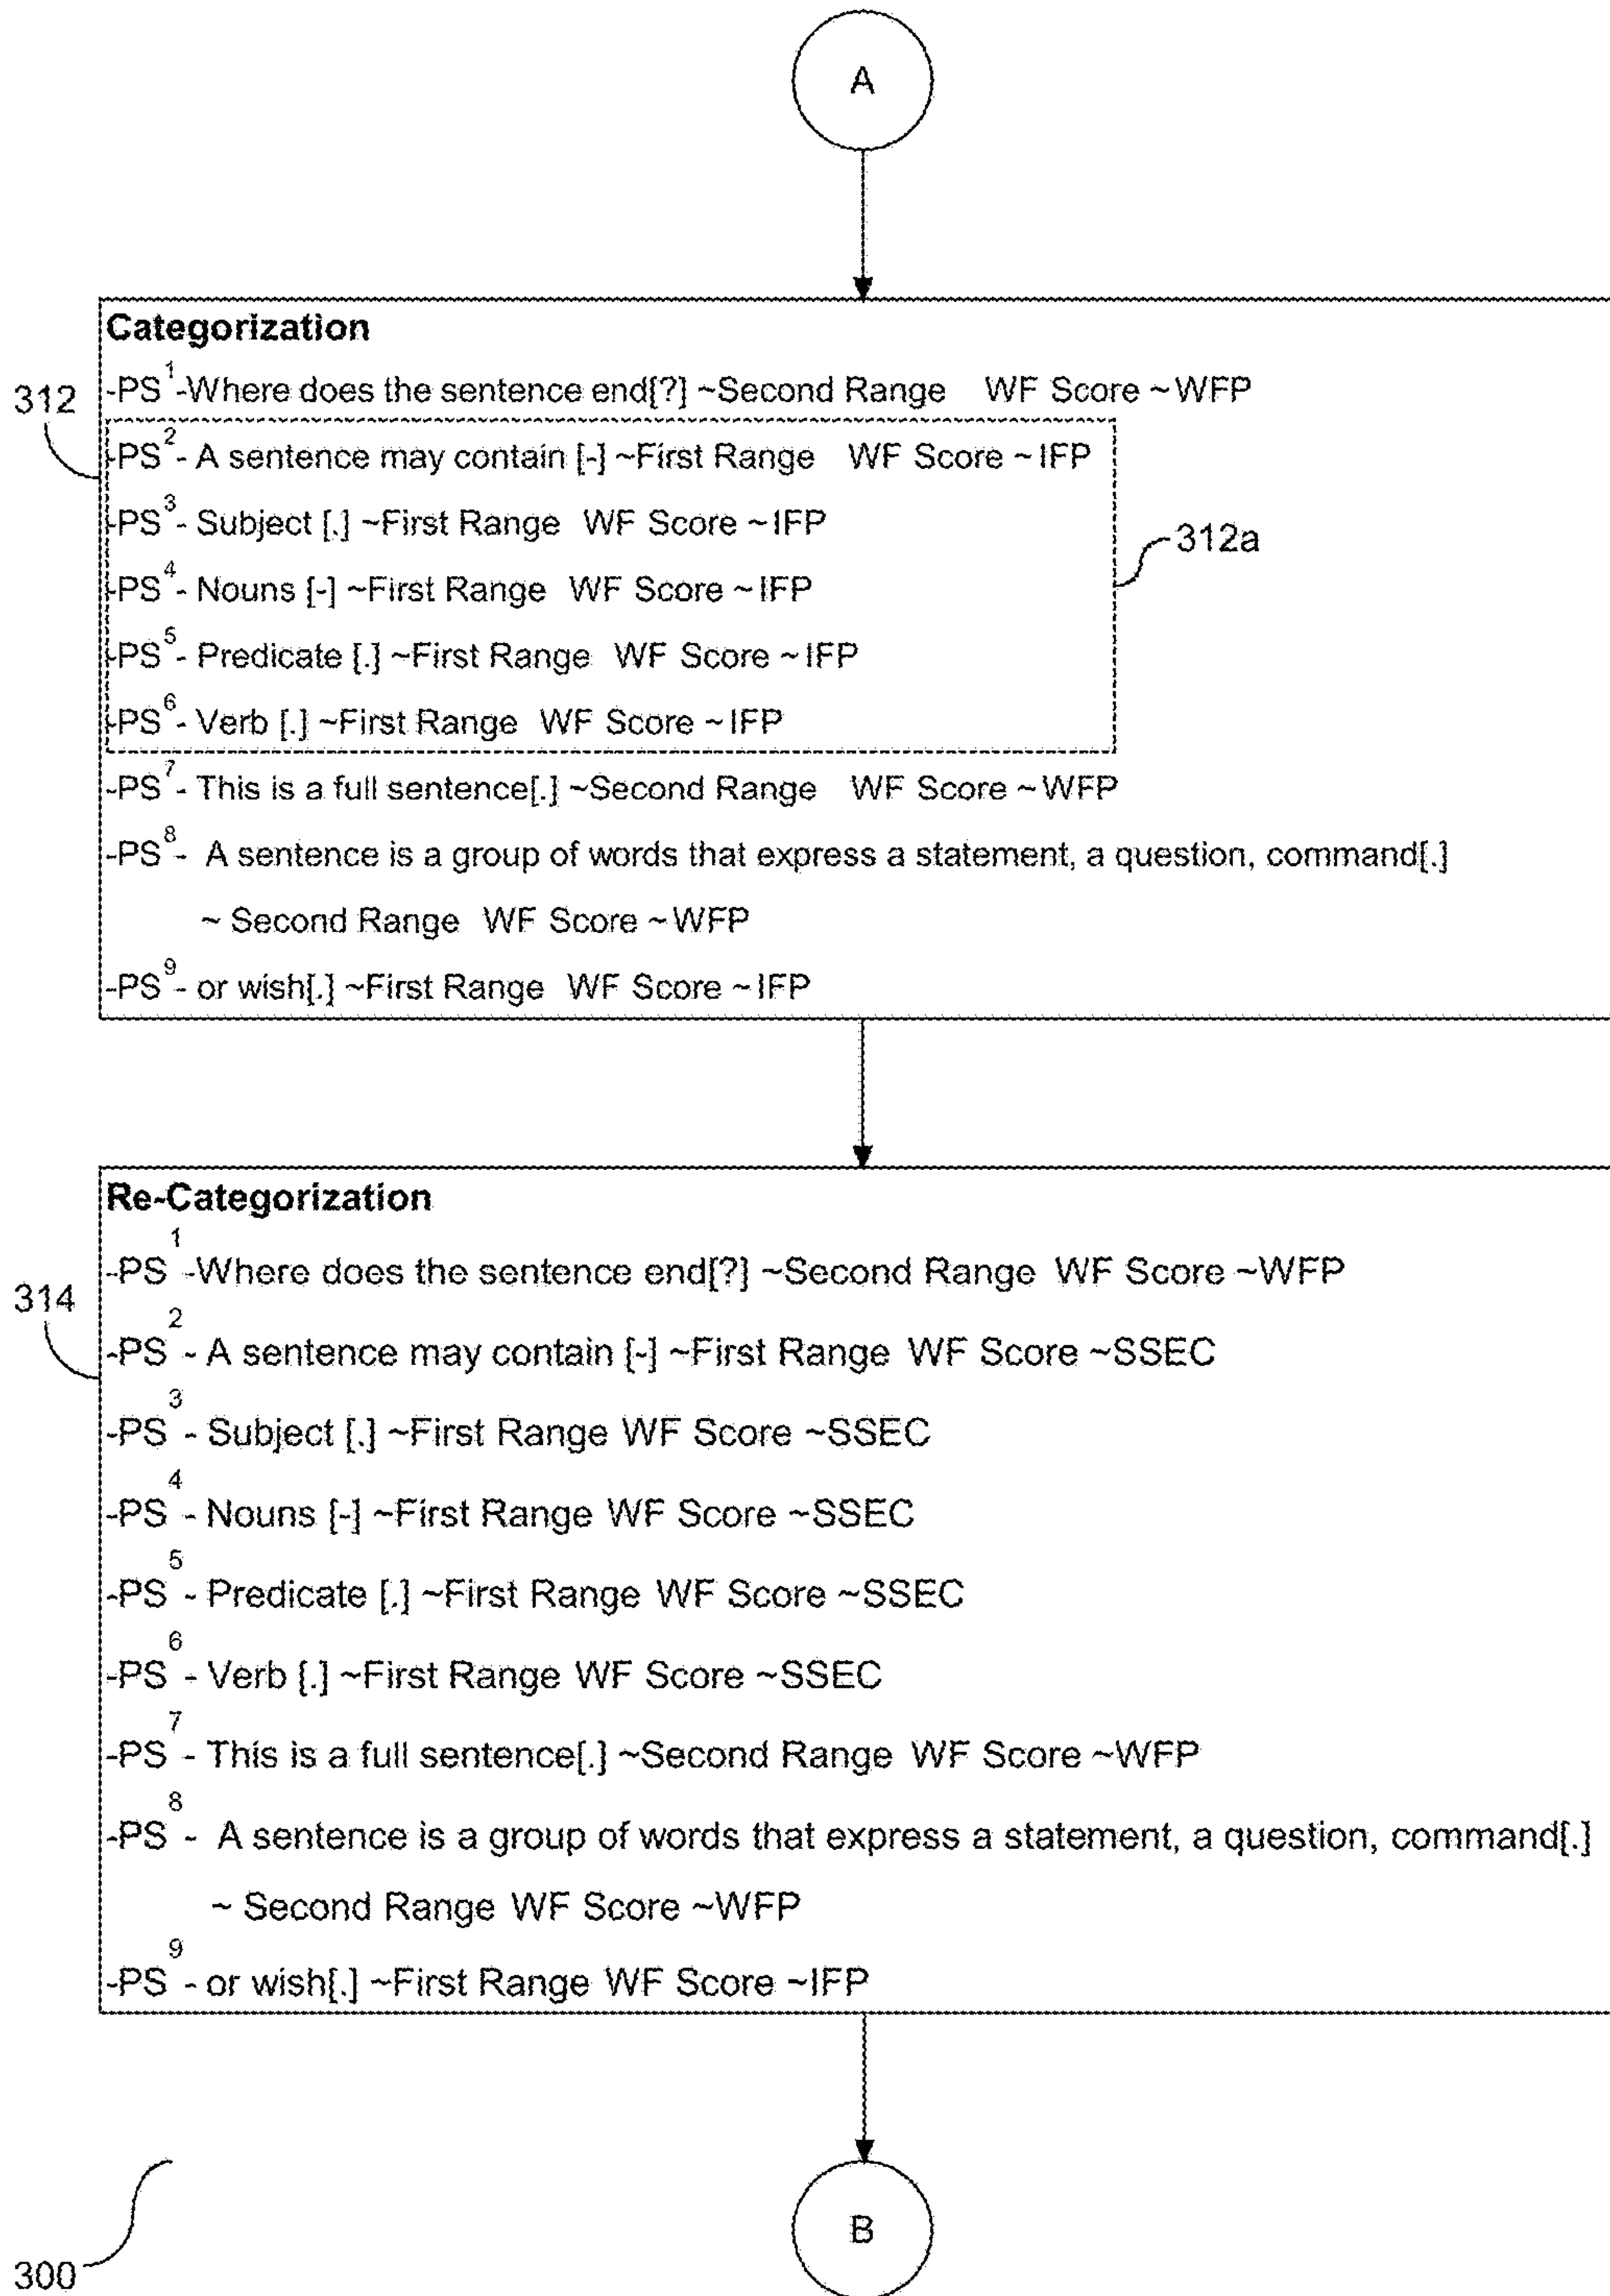 A
Categorization
312
-PS¹-Where does the sentence end[?] ~Second Range WF Score ~WFP
-PS²- A sentence may contain [-] ~First Range WF Score ~IFP
-PS³- Subject [.] ~First Range WF Score ~IFP
312a
-PS⁴- Nouns [-] ~First Range WF Score ~IFP
-PS⁵- Predicate [.] ~First Range WF Score ~IFP
-PS⁶- Verb [.] ~First Range WF Score ~IFP
-PS⁷- This is a full sentence[.] ~Second Range WF Score ~WFP
-PS⁸- A sentence is a group of words that express a statement, a question, command[.]
~ Second Range WF Score ~WFP
-PS⁹- or wish[.] ~First Range WF Score ~IFP
Re-Categorization
-PS¹-Where does the sentence end[?] ~Second Range WF Score ~WFP
314
-PS²- A sentence may contain [-] ~First Range WF Score ~SSEC
-PS³- Subject [.] ~First Range WF Score ~SSEC
-PS⁴- Nouns [-] ~First Range WF Score ~SSEC
-PS⁵- Predicate [.] ~First Range WF Score ~SSEC
-PS⁶- Verb [.] ~First Range WF Score ~SSEC
-PS⁷- This is a full sentence[.] ~Second Range WF Score ~WFP
-PS⁸- A sentence is a group of words that express a statement, a question, command[.]
~ Second Range WF Score ~WFP
-PS⁹- or wish[.] ~First Range WF Score ~IFP
B
300